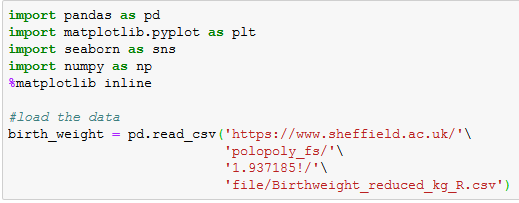 import pandas as pd
import matplotlib.pyplot as plt
import seaborn as sns
import numpy as np
%matplotlib inline
#load the data
birth_weight = pd.read_csv('https://www.sheffield.ac.uk/'\
'polopoly_fs/'\
'1.937185!/'\
'file/Birthweight_reduced_kg_R.csv')